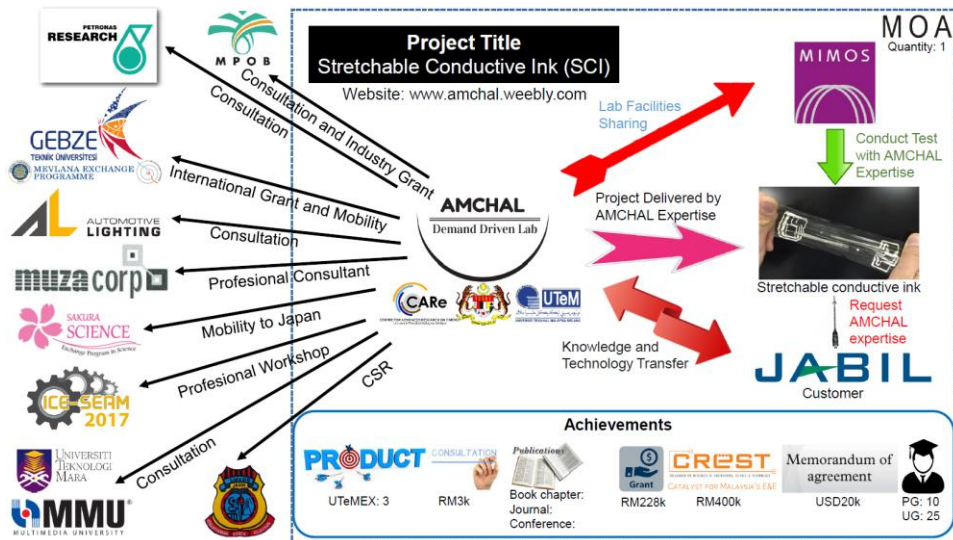 PETRONAS
RESEARCH
MPOB
Project Title
Stretchable Conductive Ink (SCI)
Website: www.amchal.weebly.com
MOA
Quantity: 1
MIMOS
Consultation and Industry Grant
Consultation
Lab Facilities
Sharing
GEBZE
TEKNİK ÜNİVERSİTESİ
MEVLANA EXCHANGE
PROGRAMME
International Grant and Mobility
AMCHAL
Demand Driven Lab
Project Delivered by
AMCHAL Expertise
Conduct Test
with AMCHAL
Expertise
AL
AUTOMOTIVE
LIGHTING
Consultation
muzacorp
Profesional Consultant
Stretchable conductive ink
SAKURA
SCIENCE
Exchange Program in Science
Mobility to Japan
CARe
UTeM
Request
AMCHAL
expertise
Knowledge and
Technology Transfer
JABIL
Customer
ICE-SEAM
2017
Profesional Workshop
CSR
UNIVERSITI
TEKNOLOGI
MARA
Consultation
MMU
MULTIMEDIA UNIVERSITY
Achievements
PRODUCT
UTeMEX: 3
CONSULTATION
RM3k
Publications
Book chapter:
Journal:
Conference:
Grant
RM228k
CREST
CATALYST FOR MALAYSIA'S E&E
RM400k
Memorandum of
agreement
USD20k
PG: 10
UG: 25